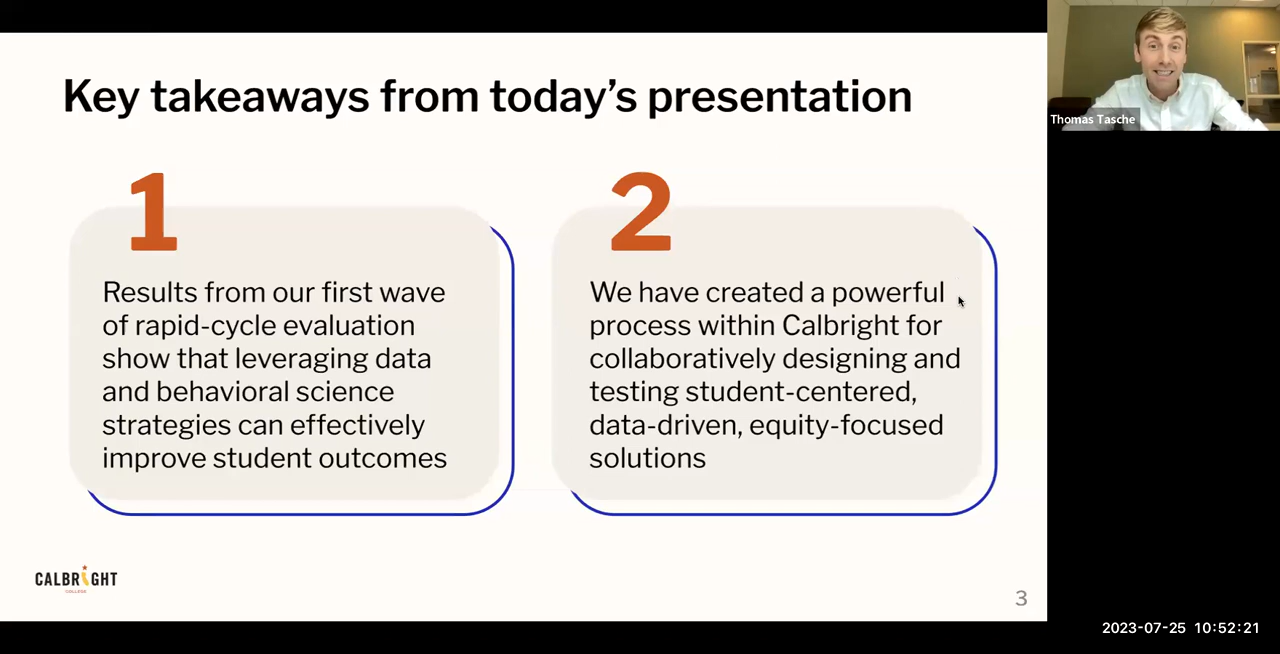 Key takeaways from today’s presentation
1
Results from our first wave
of rapid-cycle evaluation
show that leveraging data
and behavioral science
strategies can effectively
improve student outcomes
2
We have created a powerful
process within Calbright for
collaboratively designing and
testing student-centered,
data-driven, equity-focused
solutions
CALBRIGHT
COLLEGE
3
Thomas Tasche
2023-07-25 10:52:21